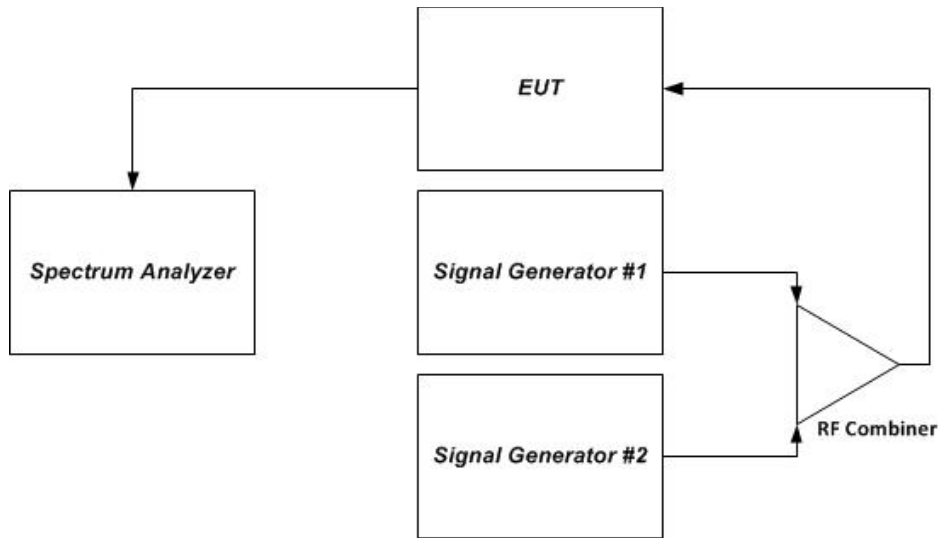 EUT
Spectrum Analyzer
Signal Generator #1
RF Combiner
Signal Generator #2